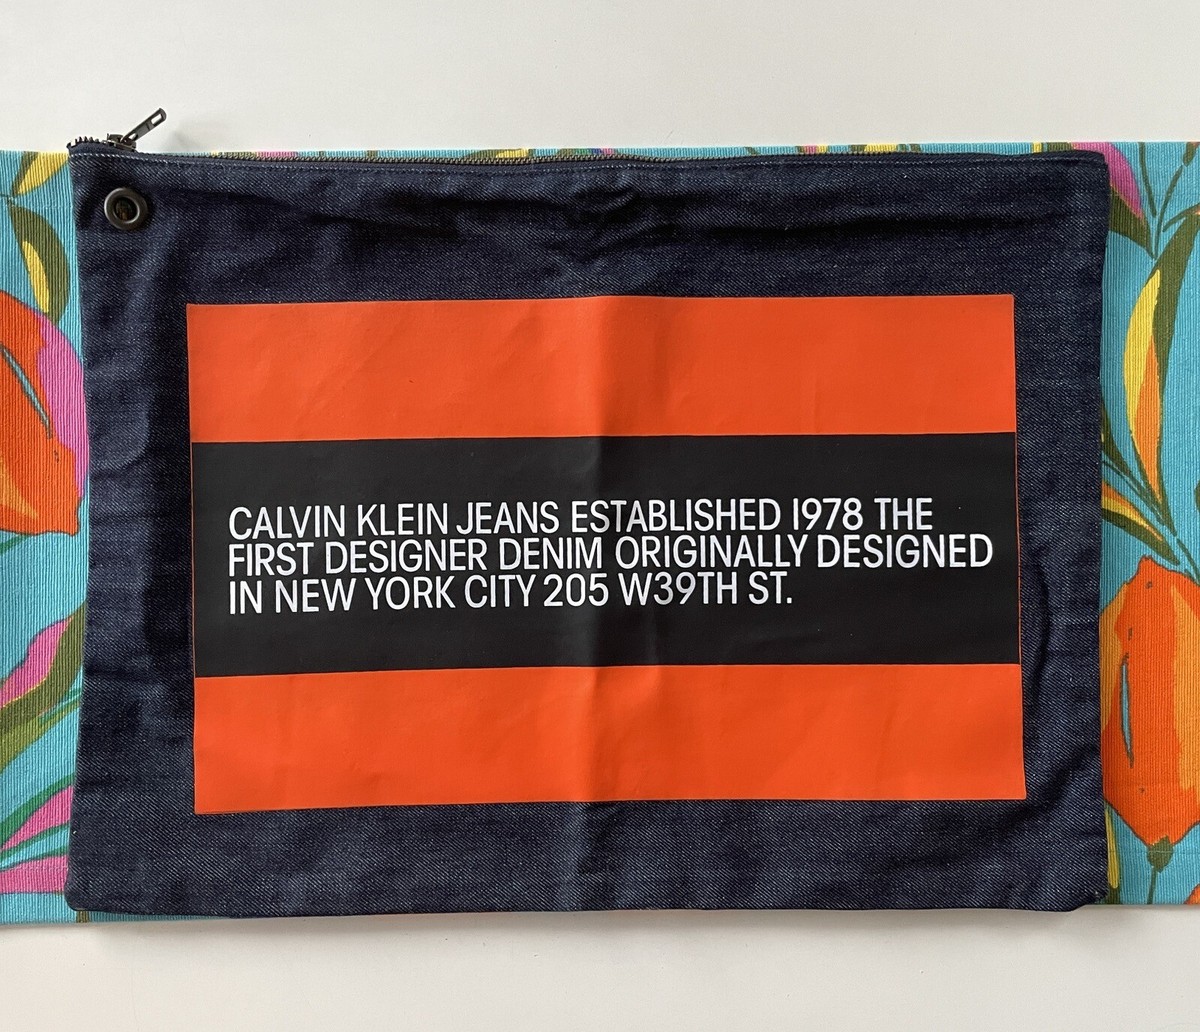 CALVIN KLEIN JEANS ESTABLISHED 1978 THE
FIRST DESIGNER DENIM ORIGINALLY DESIGNED
IN NEW YORK CITY 205 W39TH ST.